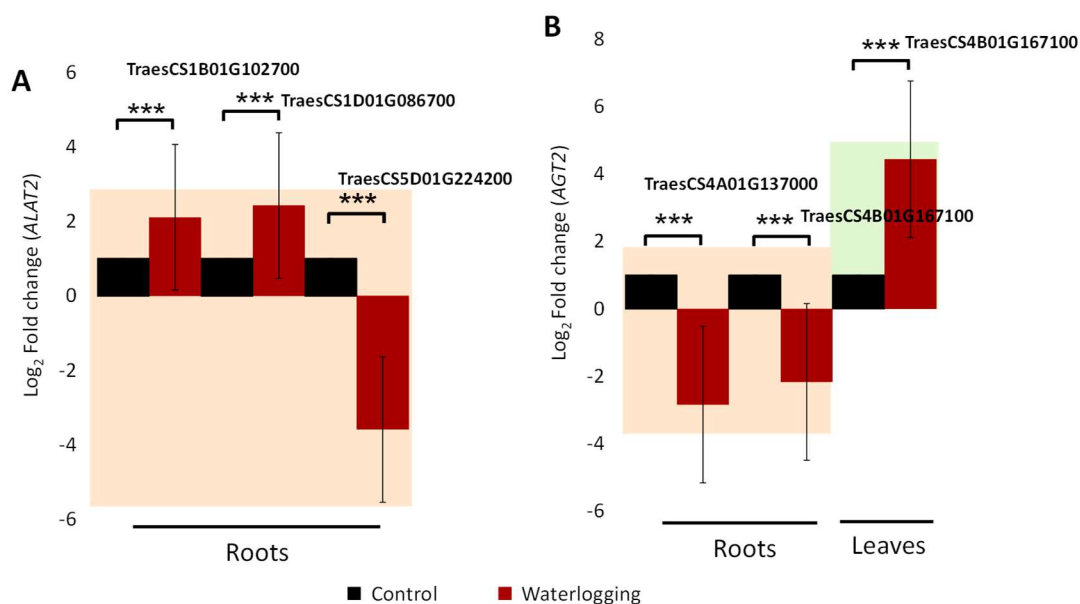 A
Log2 Fold change (ALAT2)
6
4
2
0
-2
-4
-6
TraesCS1B01G102700
***
***
TraesCS1D01G086700
TraesCS5D01G224200
***
Roots
B
Log2 Fold change (AGT2)
8
6
4
2
0
-2
-4
-6
*** TraesCS4B01G167100
TraesCS4A01G137000
***
***
TraesCS4B01G167100
Roots
Leaves
Control
Waterlogging